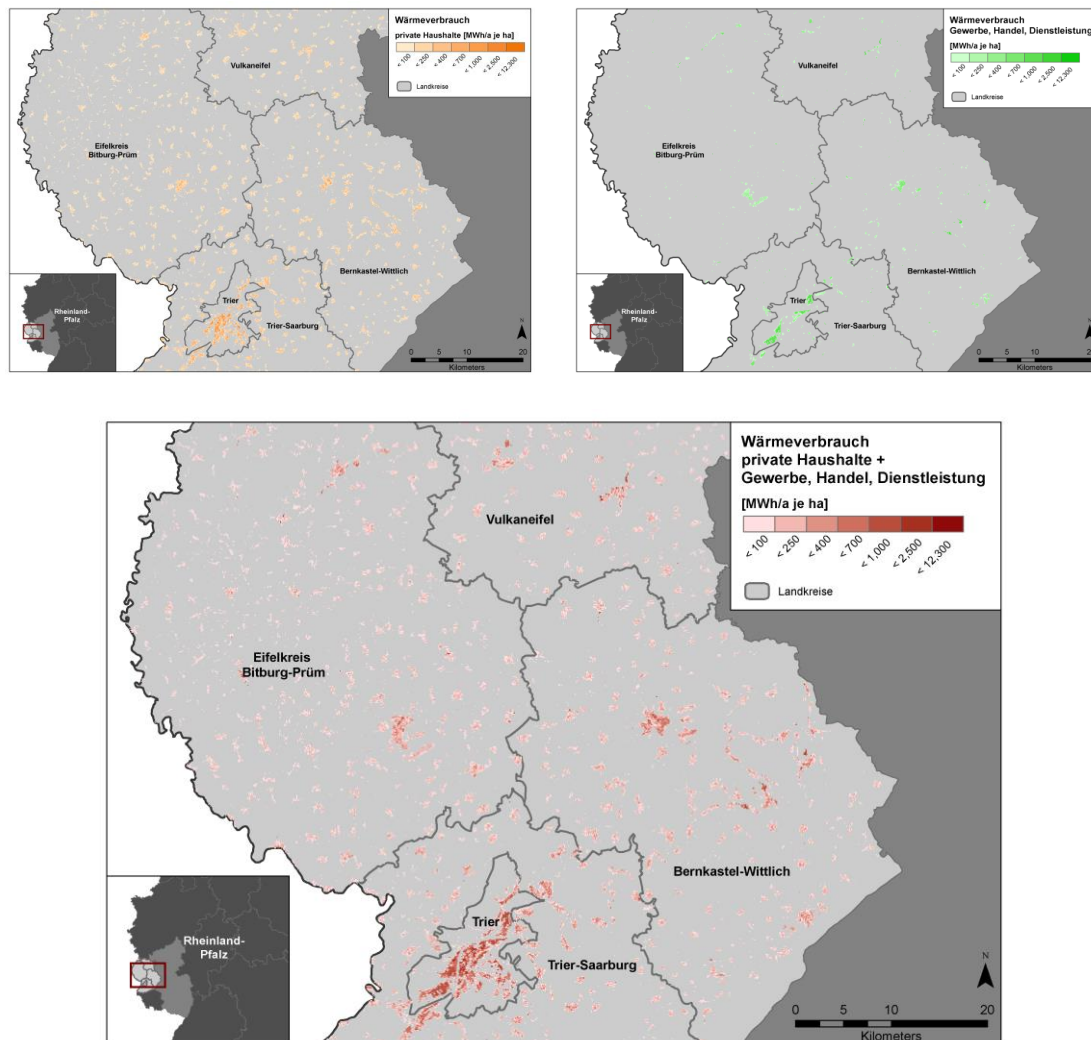 Wärmeverbrauch
private Haushalte [MWh/a je ha]
< 100
< 250
< 400
< 700
< 1,000
< 2,500
< 12,300
Landkreise
Vulkaneifel
Eifelkreis
Bitburg-Prüm
Bernkastel-Wittlich
Trier
Trier-Saarburg
Rheinland-
Pfalz
N
0 5 10 20
Kilometers
Wärmeverbrauch
Gewerbe, Handel, Dienstleistung
[MWh/a je ha]
< 100
< 250
< 400
< 700
< 1,000
< 2,500
< 12,300
Landkreise
Vulkaneifel
Eifelkreis
Bitburg-Prüm
Bernkastel-Wittlich
Trier
Trier-Saarburg
Rheinland-
Pfalz
N
0 5 10 20
Kilometers
Wärmeverbrauch
private Haushalte +
Gewerbe, Handel, Dienstleistung
[MWh/a je ha]
< 100
< 250
< 400
< 700
< 1,000
< 2,500
< 12,300
Landkreise
Vulkaneifel
Eifelkreis
Bitburg-Prüm
Bernkastel-Wittlich
Trier
Trier-Saarburg
Rheinland-
Pfalz
N
0 5 10 20
Kilometers